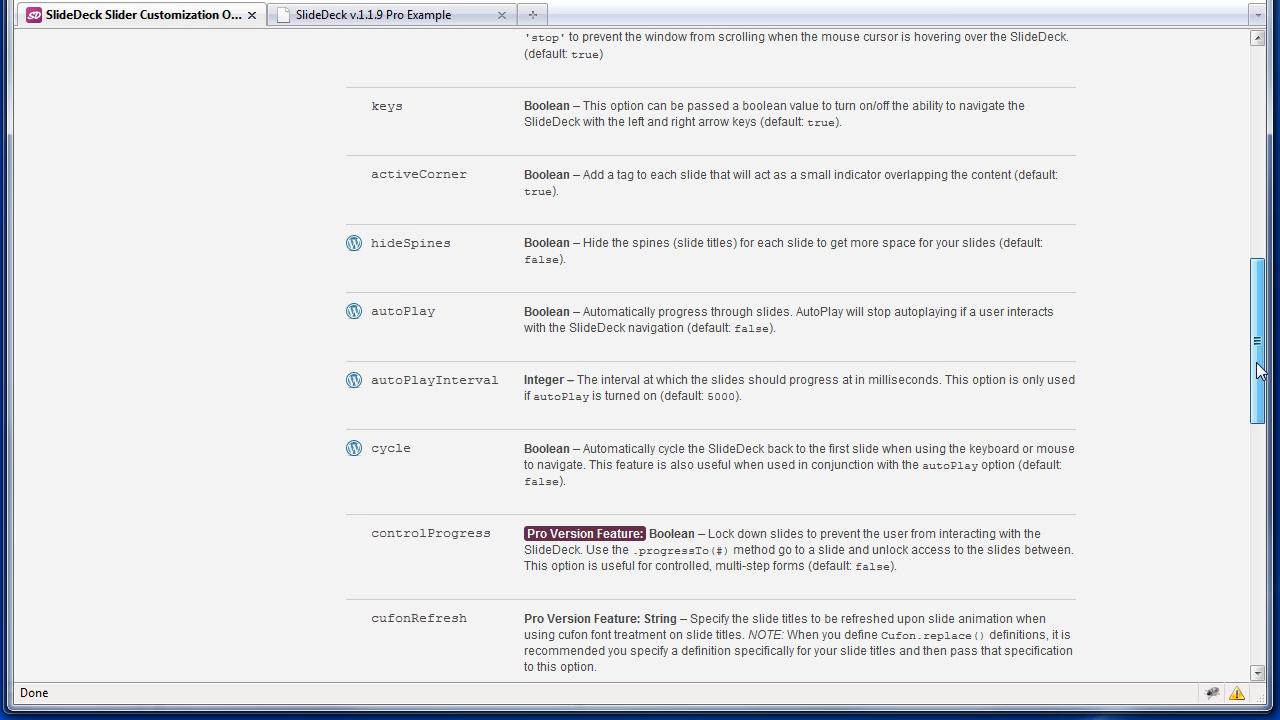 SlideDeck Slider Customization O...
SlideDeck v.1.1.9 Pro Example
'stop' to prevent the window from scrolling when the mouse cursor is hovering over the SlideDeck.
(default: true)
keys
Boolean – This option can be passed a boolean value to turn on/off the ability to navigate the
SlideDeck with the left and right arrow keys (default: true).
activeCorner
Boolean – Add a tag to each slide that will act as a small indicator overlapping the content (default:
true).
hideSpines
Boolean – Hide the spines (slide titles) for each slide to get more space for your slides (default:
false).
autoPlay
Boolean – Automatically progress through slides. AutoPlay will stop autoplaying if a user interacts
with the SlideDeck navigation (default: false).
autoPlayInterval
Integer – The interval at which the slides should progress at in milliseconds. This option is only used
if autoPlay is turned on (default: 5000).
cycle
Boolean – Automatically cycle the SlideDeck back to the first slide when using the keyboard or mouse
to navigate. This feature is also useful when used in conjunction with the autoPlay option (default:
false).
controlProgress
Pro Version Feature: Boolean – Lock down slides to prevent the user from interacting with the
SlideDeck. Use the .progressTo(#) method go to a slide and unlock access to the slides between.
This option is useful for controlled, multi-step forms (default: false).
cufonRefresh
Pro Version Feature: String – Specify the slide titles to be refreshed upon slide animation when
using cufon font treatment on slide titles. NOTE: When you define Cufon.replace() definitions, it is
recommended you specify a definition specifically for your slide titles and then pass that specification
to this option.
Done